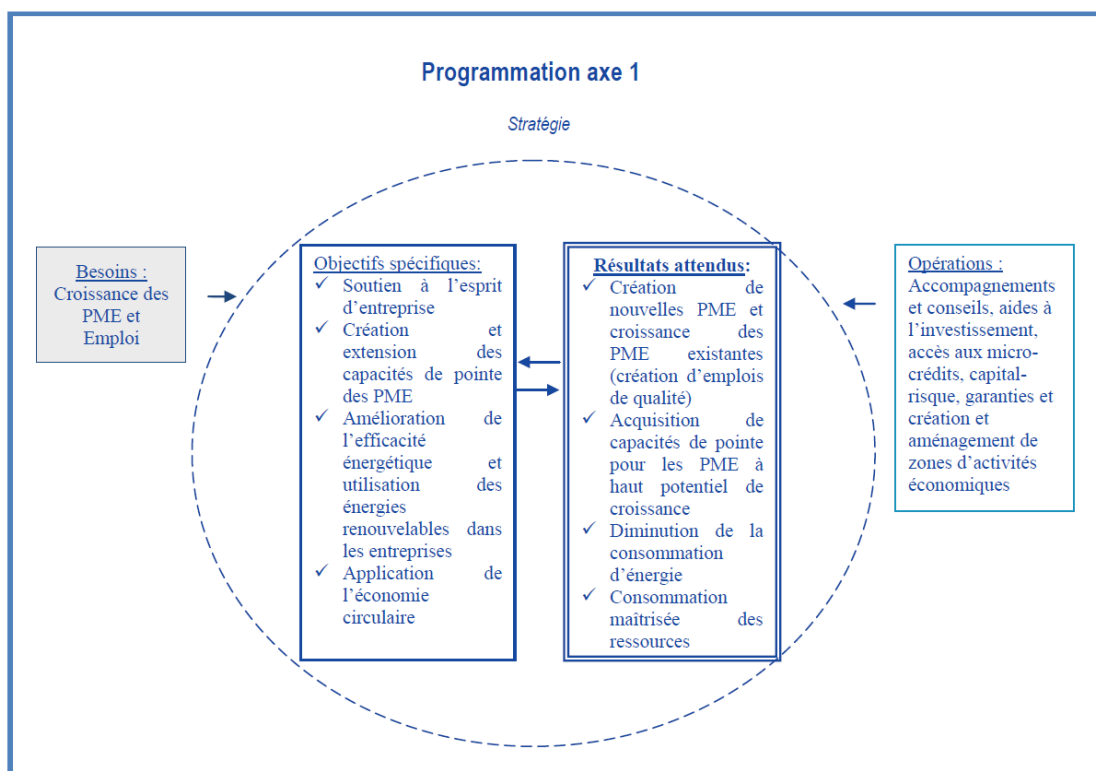 Programmation axe 1
Stratégie
Besoins :
Croissance des
PME et
Emploi
Objectifs spécifiques:
✓ Soutien à l’esprit
d’entreprise
✓ Création et
extension des
capacités de pointe
des PME
✓ Amélioration de
l’efficacité
énergétique et
utilisation des
énergies
renouvelables dans
les entreprises
✓ Application de
l’économie
circulaire
Résultats attendus:
✓ Création de
nouvelles PME et
croissance des
PME existantes
(création d’emplois
de qualité)
✓ Acquisition de
capacités de pointe
pour les PME à
haut potentiel de
croissance
✓ Diminution de la
consommation
d’énergie
✓ Consommation
maîtrisée des
ressources
Opérations :
Accompagnements
et conseils, aides à
l’investissement,
accès aux micro-
crédits, capital-
risque, garanties et
création et
aménagement de
zones d’activités
économiques